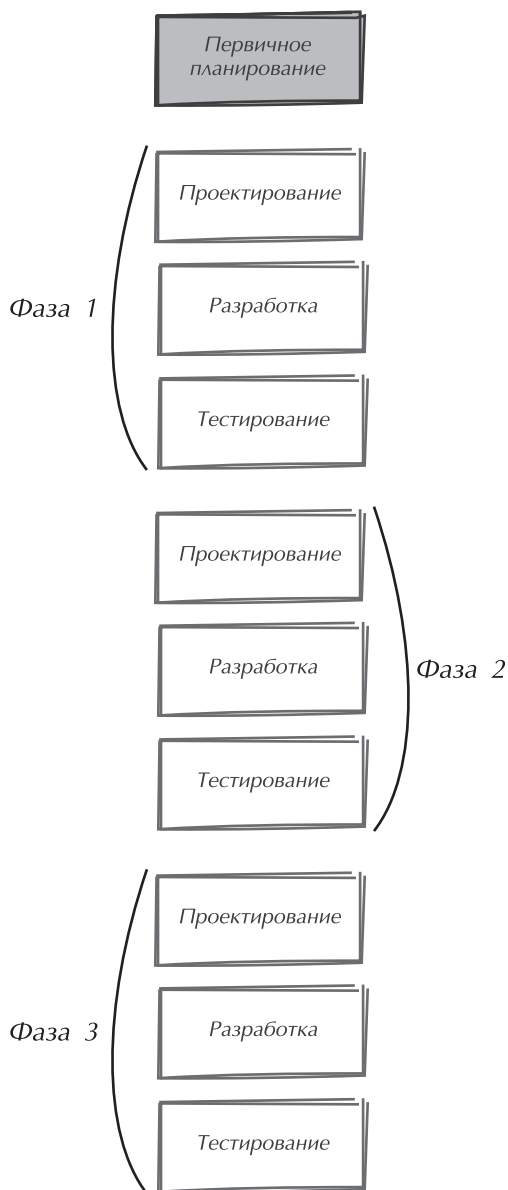 Первичное
планирование
Проектирование
Фаза 1
Разработка
Тестирование
Проектирование
Разработка
Фаза 2
Тестирование
Проектирование
Фаза 3
Разработка
Тестирование